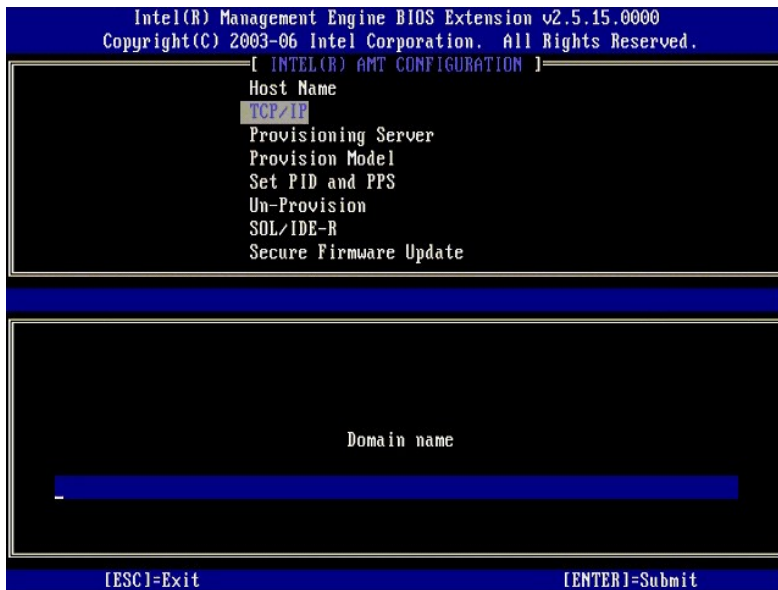 Intel(R) Management Engine BIOS Extension v2.5.15.0000
Copyright(C) 2003-06 Intel Corporation. All Rights Reserved.
[ INTEL(R) AMT CONFIGURATION ]
Host Name
TCP/IP
Provisioning Server
Provision Model
Set PID and PPS
Un-Provision
SOL/IDE-R
Secure Firmware Update
Domain name
_
[ESC]=Exit [ENTER]=Submit